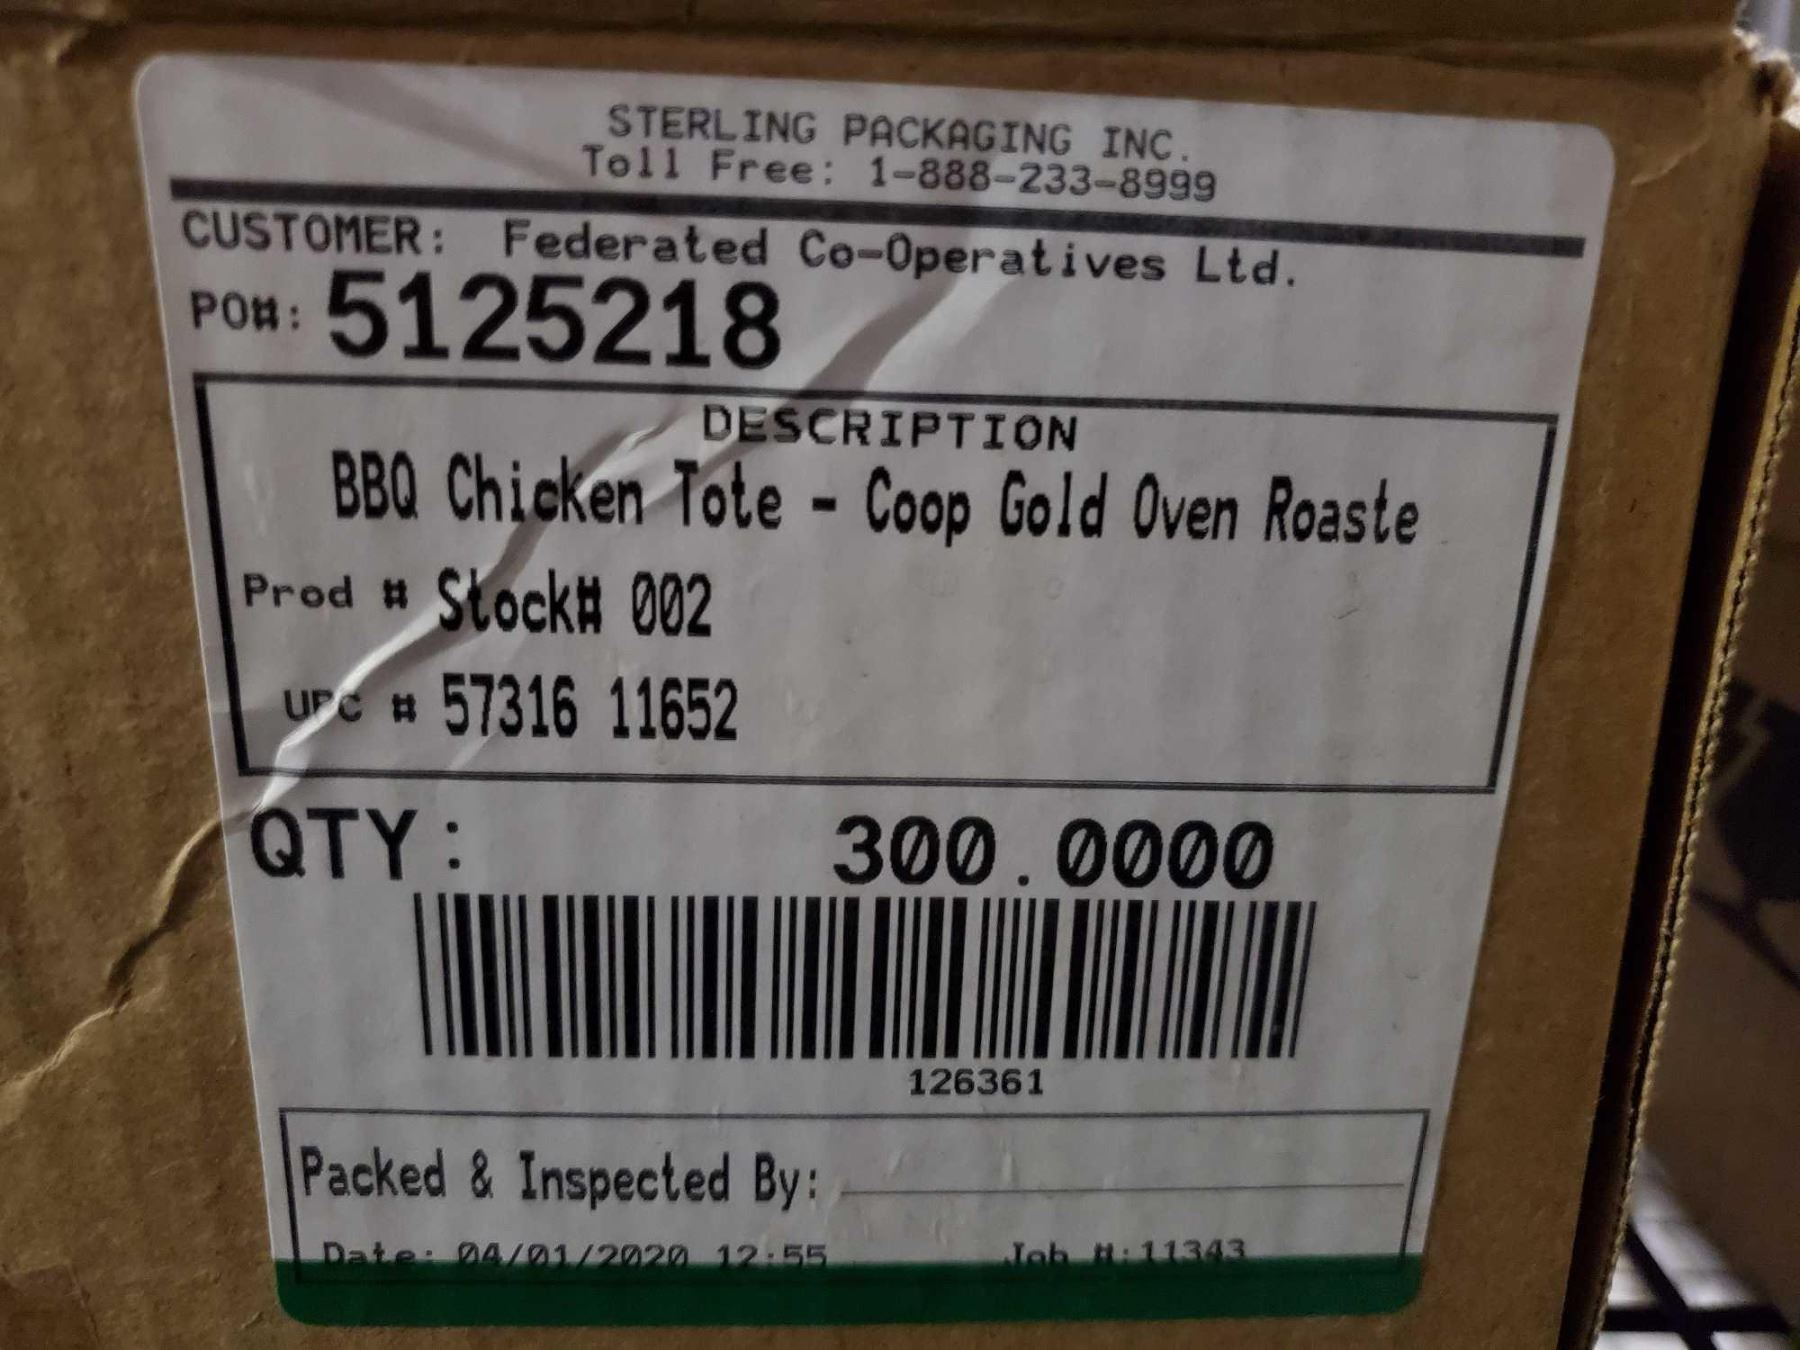 STERLING PACKAGING INC.
Toll Free: 1-888-233-8999
CUSTOMER: Federated Co-Operatives Ltd.
PO#: 5125218
DESCRIPTION
BBQ Chicken Tote - Coop Gold Oven Roaste
Prod # Stock# 002
UPC # 57316 11652
QTY: 300.0000
126361
Packed & Inspected By:
Date: 04/01/2020 12:55 Job #:11343